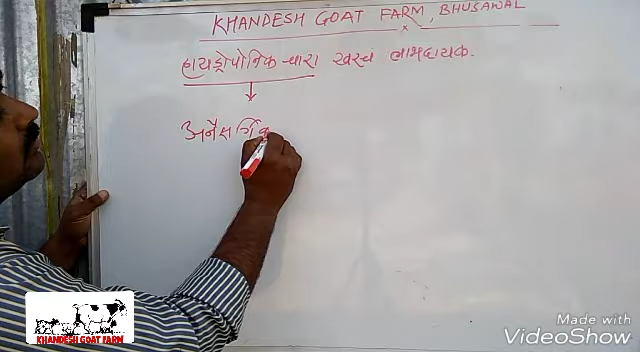 KHANDESH GOAT FARM, BHUSAWAL
हायड्रोपोनिक चारा खरचं लाभदायक.
अनैसर्गिक
KHANDESH GOAT FARM
Made with
VideoShow